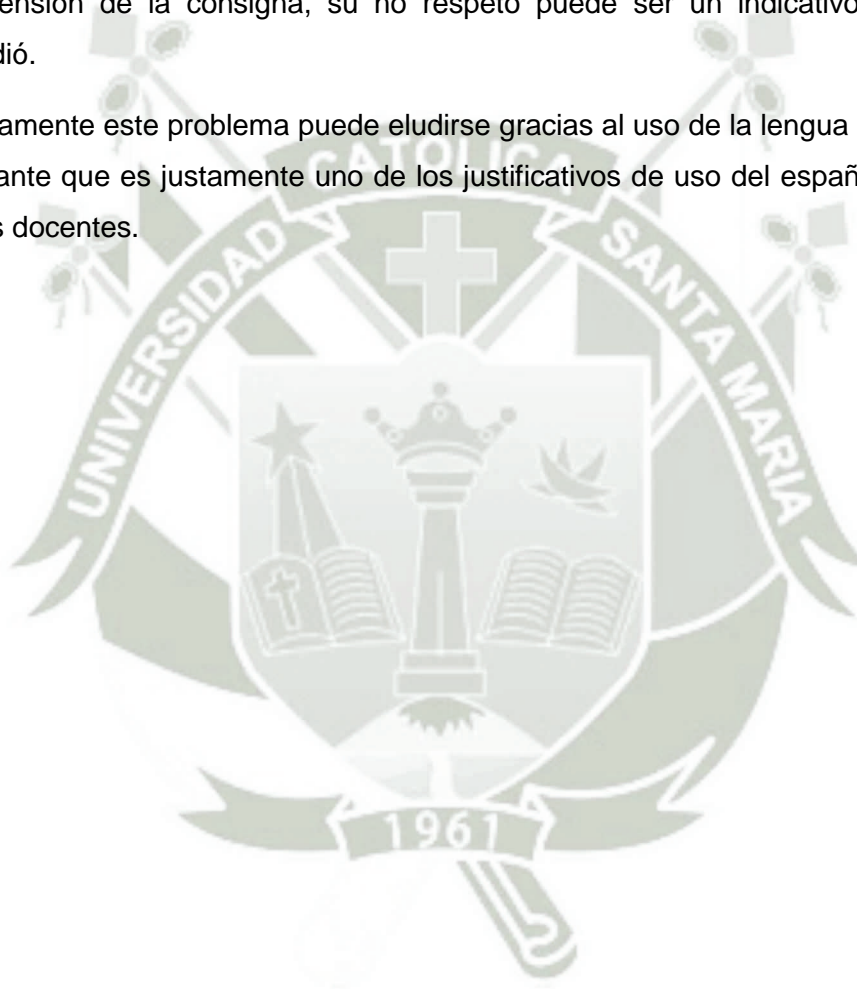 ensión de la consigna, su no respeto puede ser un indicativo
dió.
amente este problema puede eludirse gracias al uso de la lengua
ante que es justamente uno de los justificativos de uso del españ
s docentes.
UNIVERSIDAD CATÓLICA SANTA MARIA
1961